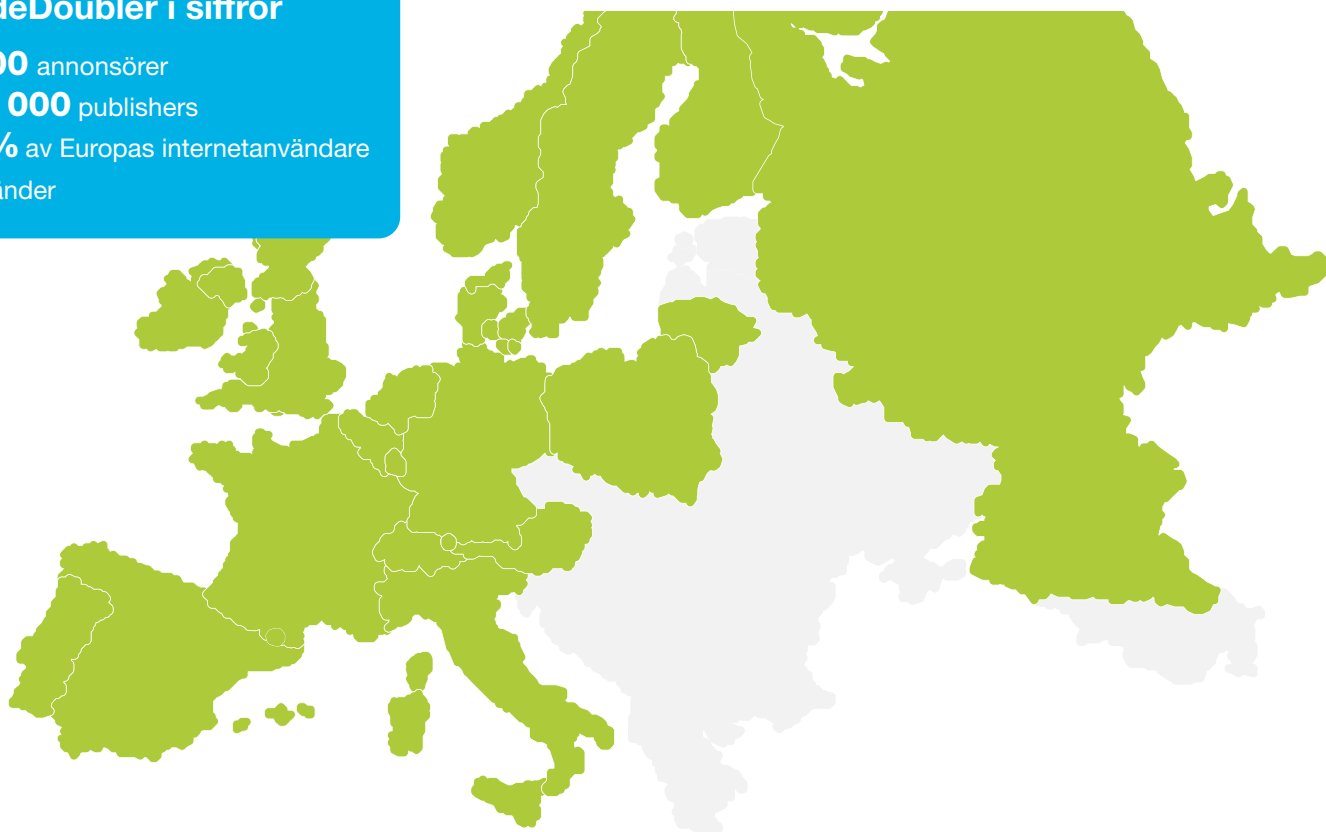 deDoubler i siffror
00 annonsörer
000 publishers
% av Europas internetanvändare
änder